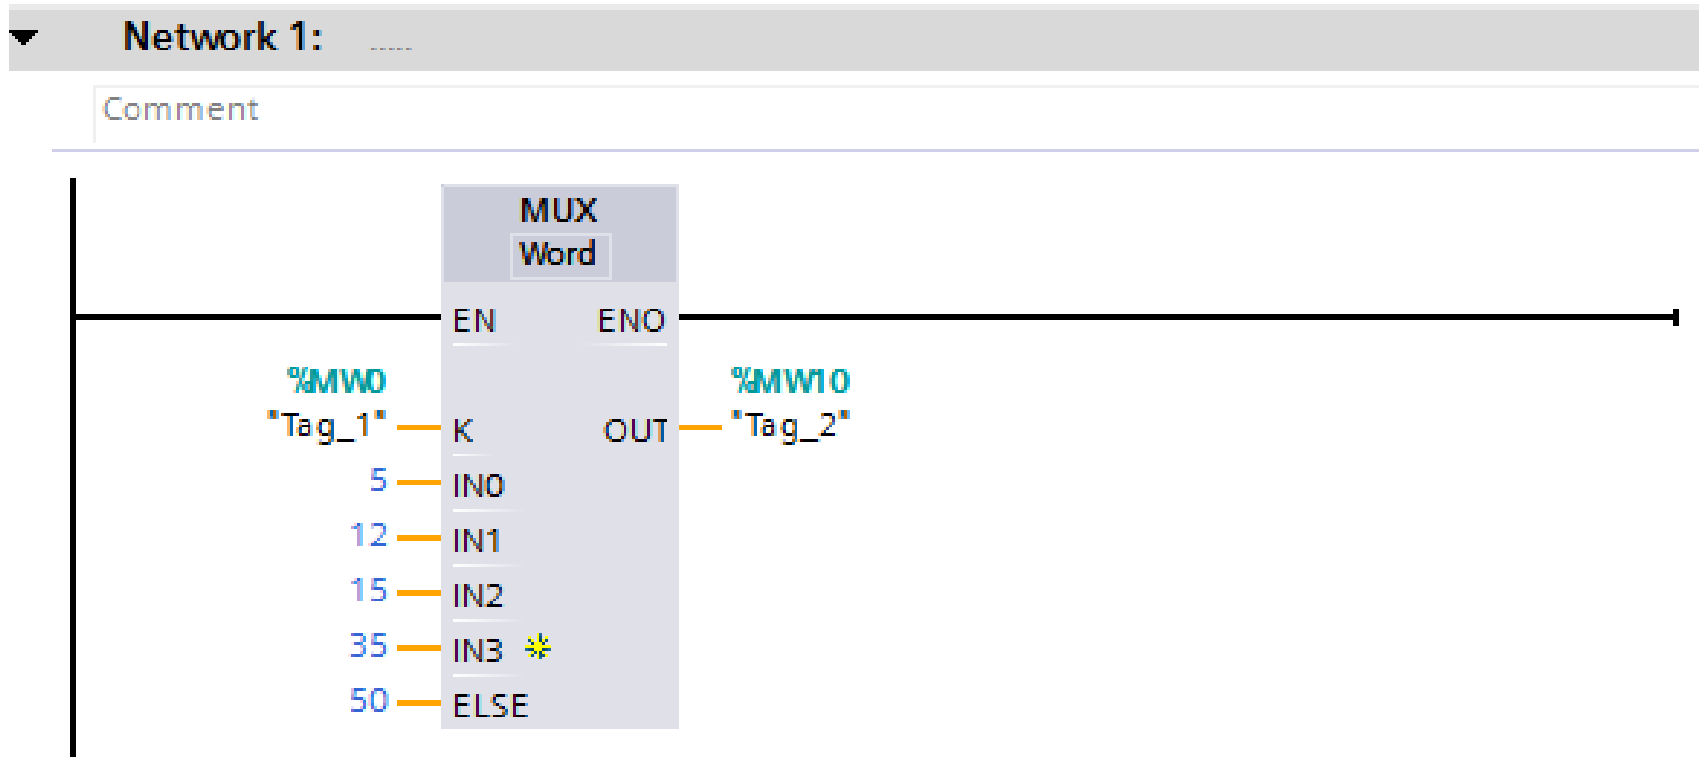 Network 1: .....
Comment
MUX
Word
EN ENO
%MW0 %MW10
"Tag_1" K OUT "Tag_2"
5 IN0
12 IN1
15 IN2
35 IN3
50 ELSE